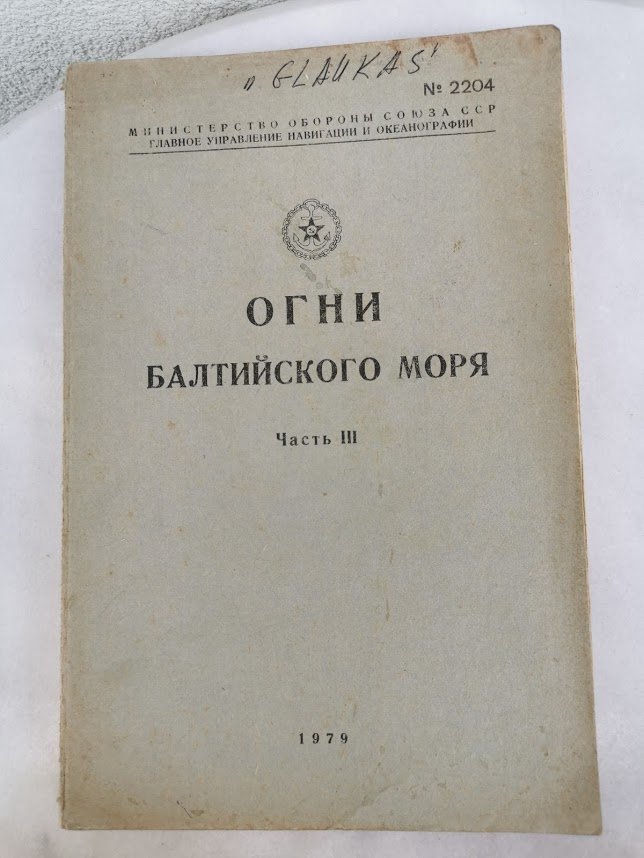 „GLAUKAS"
№ 2204
МИНИСТЕРСТВО ОБОРОНЫ СОЮЗА ССР
ГЛАВНОЕ УПРАВЛЕНИЕ НАВИГАЦИИ И ОКЕАНОГРАФИИ
ОГНИ
БАЛТИЙСКОГО МОРЯ
Часть III
1979